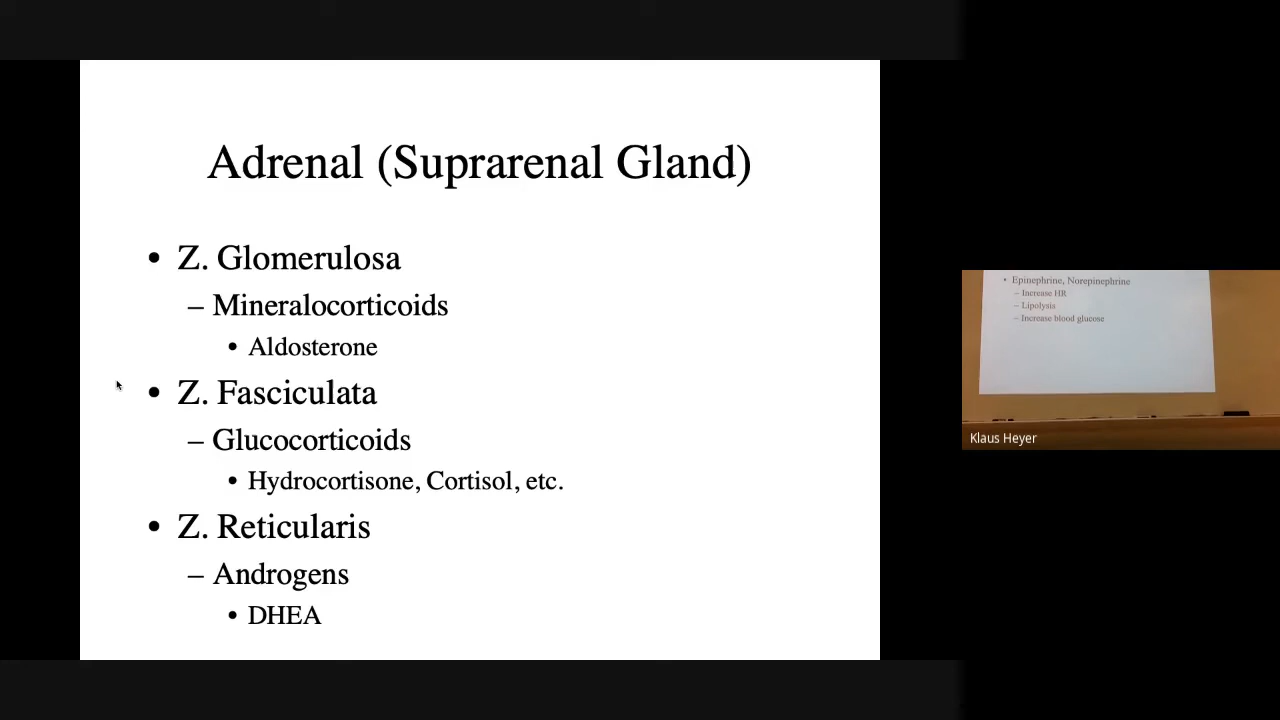 Adrenal (Suprarenal Gland)
• Z. Glomerulosa
– Mineralocorticoids
• Aldosterone
• Z. Fasciculata
– Glucocorticoids
• Hydrocortisone, Cortisol, etc.
• Z. Reticularis
– Androgens
• DHEA
• Epinephrine, Norepinephrine
– Increase HR
– Lipolysis
– Increase blood glucose
Klaus Heyer